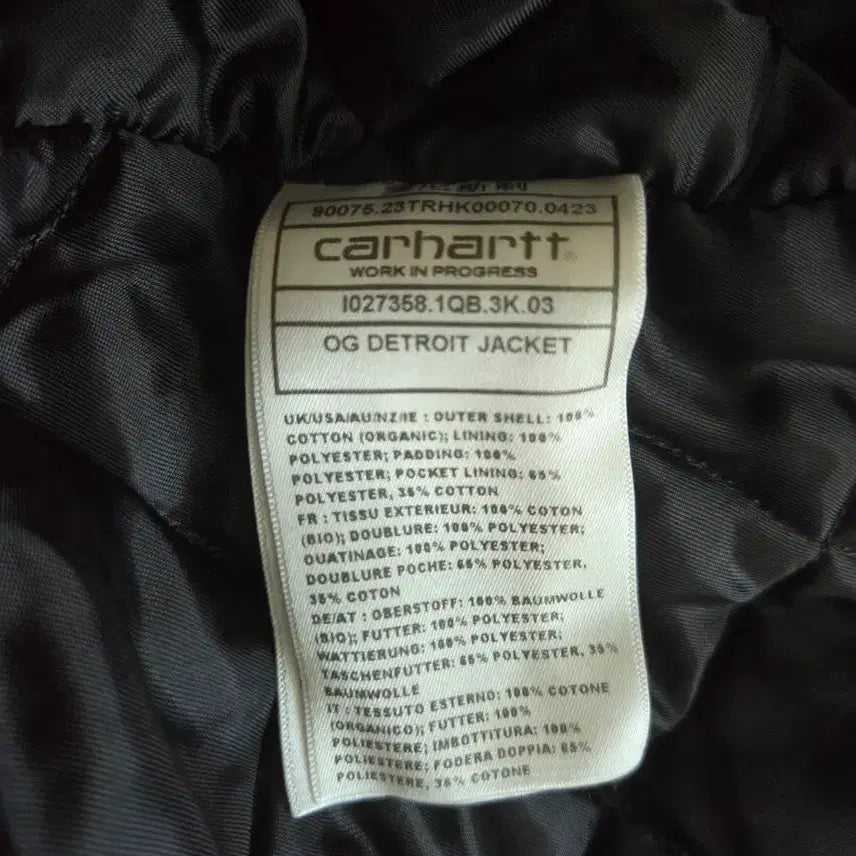 90075.23TRHK00070.0423
carhartt®
WORK IN PROGRESS
I027358.1QB.3K.03
OG DETROIT JACKET
UK/USA/AU/NZ/IE : OUTER SHELL: 100%
COTTON (ORGANIC); LINING: 100%
POLYESTER; PADDING: 100%
POLYESTER; POCKET LINING: 65%
POLYESTER, 35% COTTON
FR : TISSU EXTERIEUR: 100% COTON
(BIO); DOUBLURE: 100% POLYESTER;
OUATINAGE: 100% POLYESTER;
DOUBLURE POCHE: 65% POLYESTER,
35% COTON
DE/AT : OBERSTOFF: 100% BAUMWOLLE
(BIO); FUTTER: 100% POLYESTER;
WATTIERUNG: 100% POLYESTER;
TASCHENFUTTER: 65% POLYESTER, 35%
BAUMWOLLE
IT : TESSUTO ESTERNO: 100% COTONE
(ORGANICO); FUTTER: 100%
POLIESTERE; IMBOTTITURA: 100%
POLIESTERE; FODERA DOPPIA: 65%
POLIESTERE, 35% COTONE